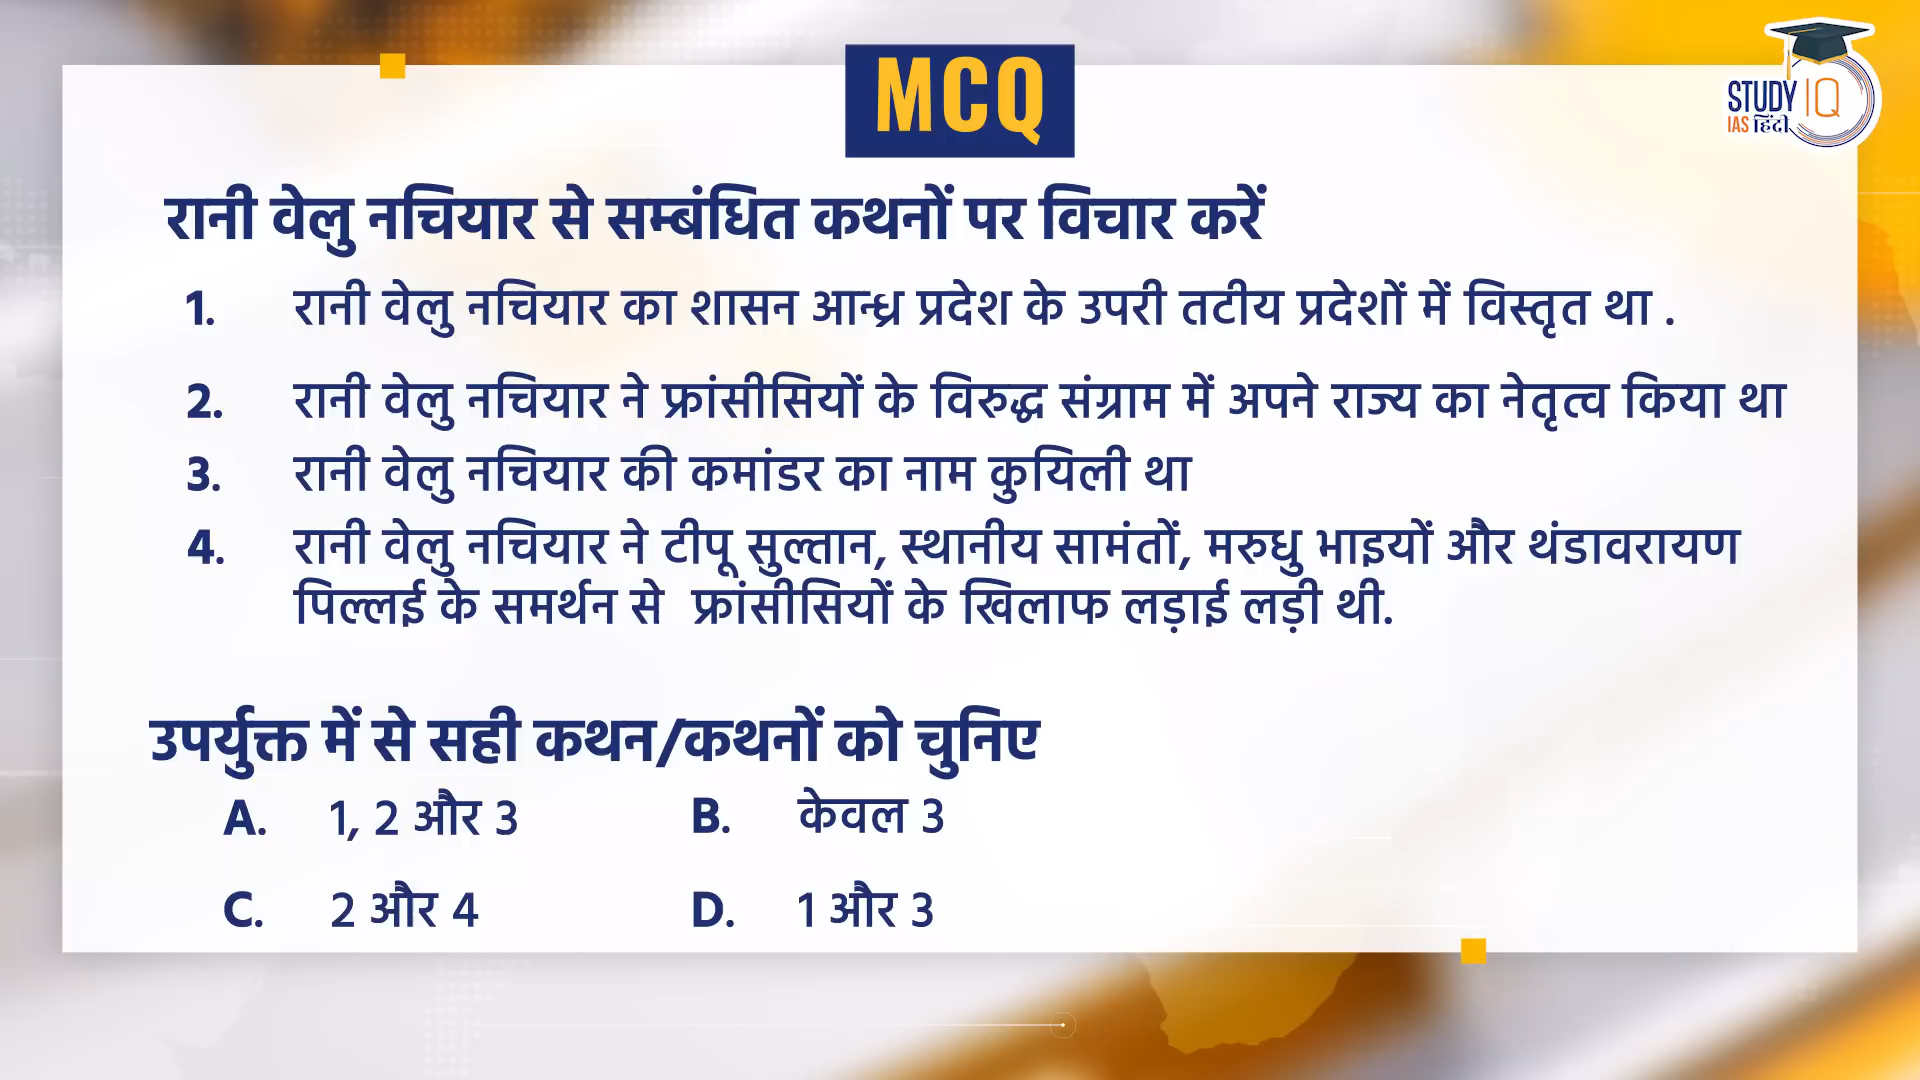 MCQ
STUDY IQ
IAS हिंदी
रानी वेलु नचियार से सम्बंधित कथनों पर विचार करें
1. रानी वेलु नचियार का शासन आन्ध्र प्रदेश के उपरी तटीय प्रदेशों में विस्तृत था .
2. रानी वेलु नचियार ने फ्रांसीसियों के विरुद्ध संग्राम में अपने राज्य का नेतृत्व किया था
3. रानी वेलु नचियार की कमांडर का नाम कुयिली था
4. रानी वेलु नचियार ने टीपू सुल्तान, स्थानीय सामंतों, मरुधु भाइयों और थंडावरायण
पिल्लई के समर्थन से फ्रांसीसियों के खिलाफ लड़ाई लड़ी थी.
उपर्युक्त में से सही कथन/कथनों को चुनिए
A. 1, 2 और 3 B. केवल 3
C. 2 और 4 D. 1 और 3